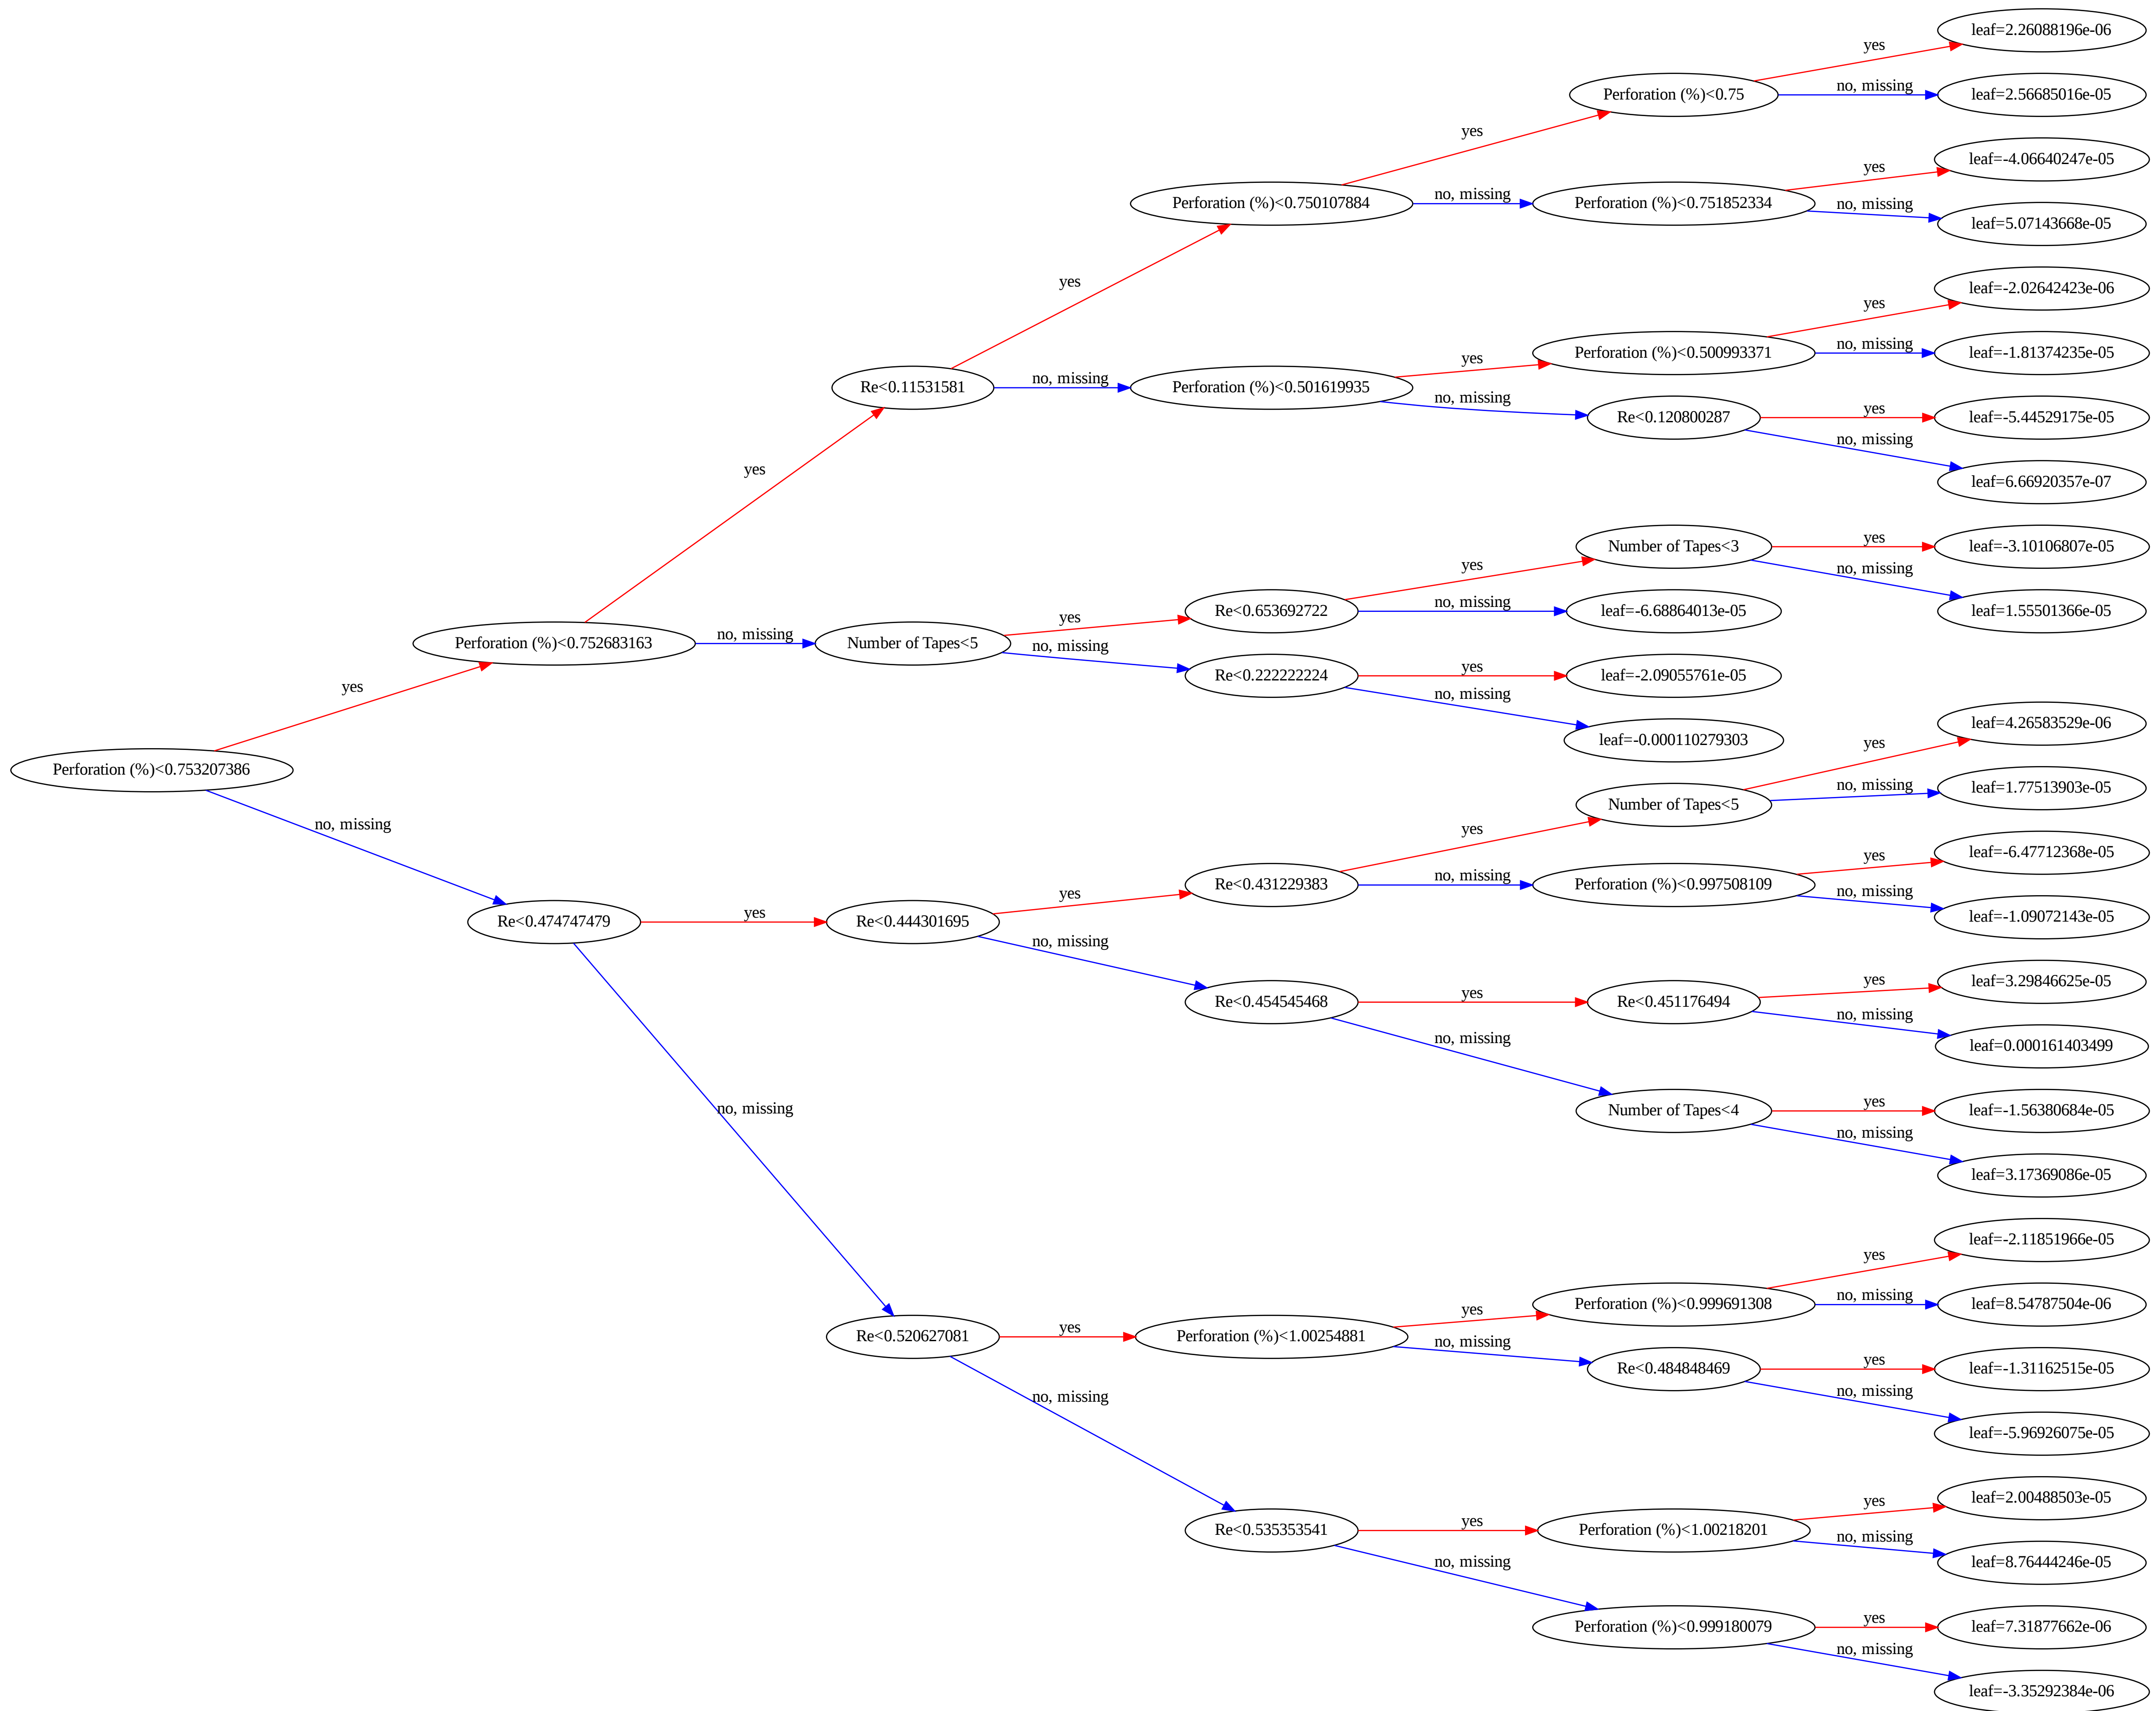 leaf=2.26088196e-06
yes
Perforation (%)<0.75
no, missing
leaf=2.56685016e-05
yes
leaf=-4.06640247e-05
yes
Perforation (%)<0.750107884
no, missing
Perforation (%)<0.751852334
no, missing
leaf=5.07143668e-05
yes
leaf=-2.02642423e-06
yes
Perforation (%)<0.500993371
no, missing
leaf=-1.81374235e-05
yes
Re<0.11531581
no, missing
Perforation (%)<0.501619935
no, missing
Re<0.120800287
yes
leaf=-5.44529175e-05
no, missing
leaf=6.66920357e-07
yes
Number of Tapes<3
yes
leaf=-3.10106807e-05
yes
no, missing
Re<0.653692722
no, missing
leaf=-6.68864013e-05
leaf=1.55501366e-05
yes
Perforation (%)<0.752683163
no, missing
Number of Tapes<5
no, missing
Re<0.222222224
yes
leaf=-2.09055761e-05
no, missing
leaf=-0.000110279303
yes
Perforation (%)<0.753207386
no, missing
leaf=4.26583529e-06
yes
Number of Tapes<5
no, missing
leaf=1.77513903e-05
yes
Re<0.431229383
no, missing
Perforation (%)<0.997508109
yes
leaf=-6.47712368e-05
no, missing
leaf=-1.09072143e-05
yes
Re<0.474747479
yes
Re<0.444301695
no, missing
Re<0.454545468
yes
Re<0.451176494
yes
leaf=3.29846625e-05
no, missing
leaf=0.000161403499
no, missing
Number of Tapes<4
yes
leaf=-1.56380684e-05
no, missing
leaf=3.17369086e-05
no, missing
leaf=-2.11851966e-05
yes
Perforation (%)<0.999691308
no, missing
leaf=8.54787504e-06
yes
Re<0.520627081
yes
Perforation (%)<1.00254881
no, missing
Re<0.484848469
yes
leaf=-1.31162515e-05
no, missing
leaf=-5.96926075e-05
no, missing
leaf=2.00488503e-05
yes
Re<0.535353541
yes
Perforation (%)<1.00218201
no, missing
leaf=8.76444246e-05
no, missing
Perforation (%)<0.999180079
yes
leaf=7.31877662e-06
no, missing
leaf=-3.35292384e-06